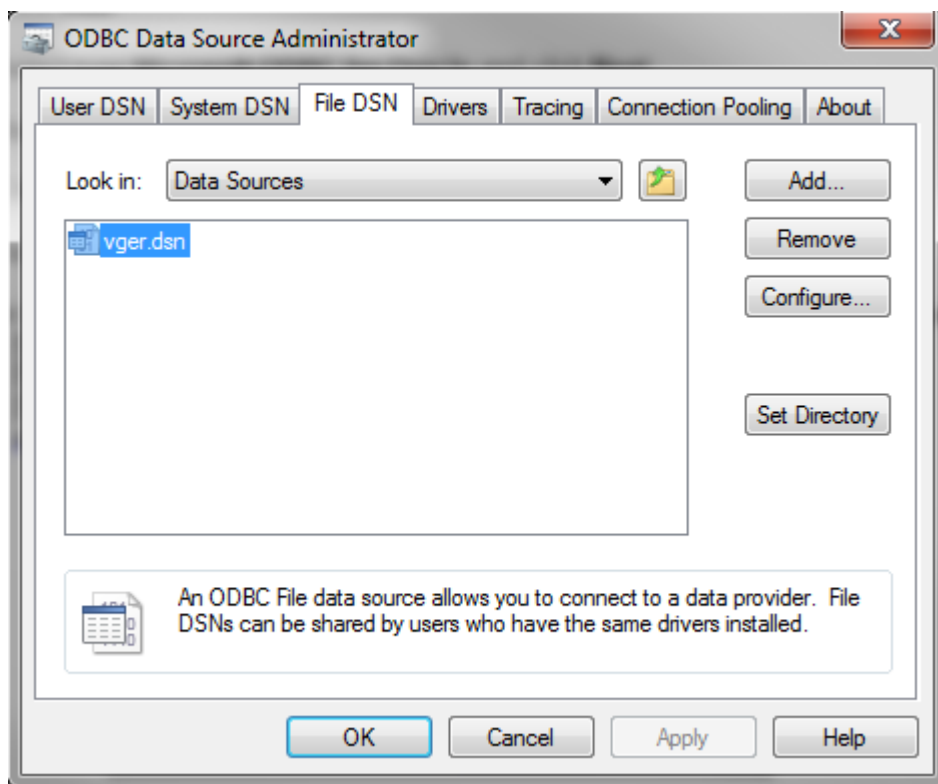 ODBC Data Source Administrator
User DSN System DSN File DSN Drivers Tracing Connection Pooling About
Look in: Data Sources Add...
vger.dsn
Remove
Configure...
Set Directory
An ODBC File data source allows you to connect to a data provider. File
DSNs can be shared by users who have the same drivers installed.
OK Cancel Apply Help